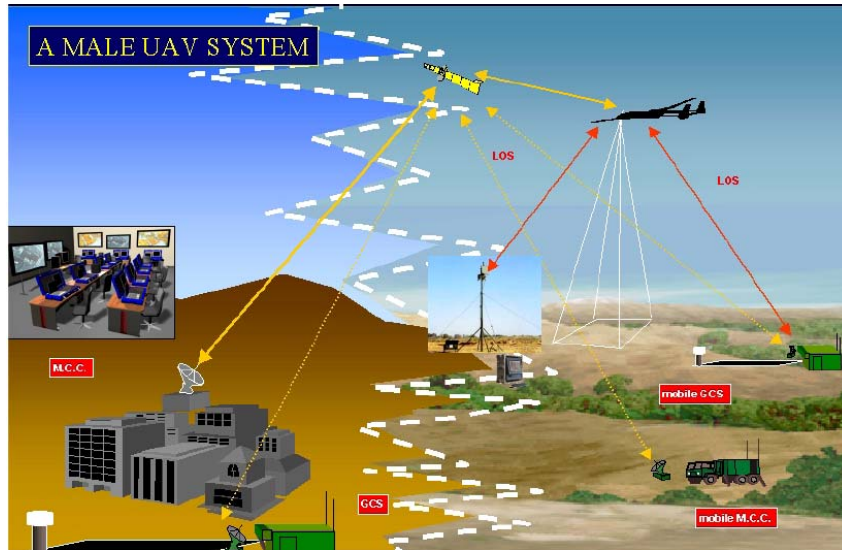 A MALE UAV SYSTEM
LOS
LOS
M.C.C.
mobile GCS
GCS
mobile M.C.C.